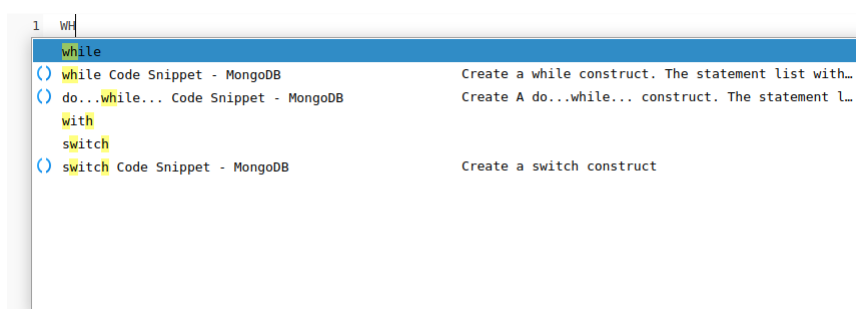 1 WH
while
while Code Snippet - MongoDB Create a while construct. The statement list with…
do...while... Code Snippet - MongoDB Create A do...while... construct. The statement l…
with
switch
switch Code Snippet - MongoDB Create a switch construct